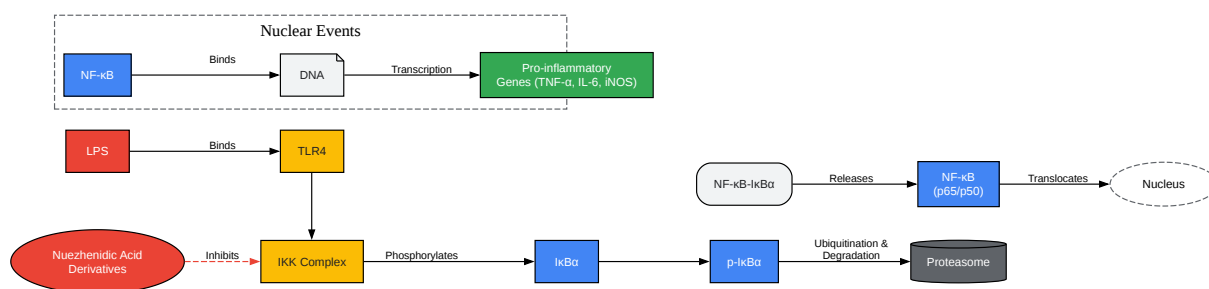 Nuclear Events
NF-κB
Binds
DNA
Transcription
Pro-inflammatory
Genes (TNF-α, IL-6, iNOS)
LPS
Binds
TLR4
NF-κB-IκBα
Releases
NF-κB
(p65/p50)
Translocates
Nucleus
Nuezhenidic Acid
Derivatives
Inhibits
IKK Complex
Phosphorylates
IκBα
p-IκBα
Ubiquitination &
Degradation
Proteasome